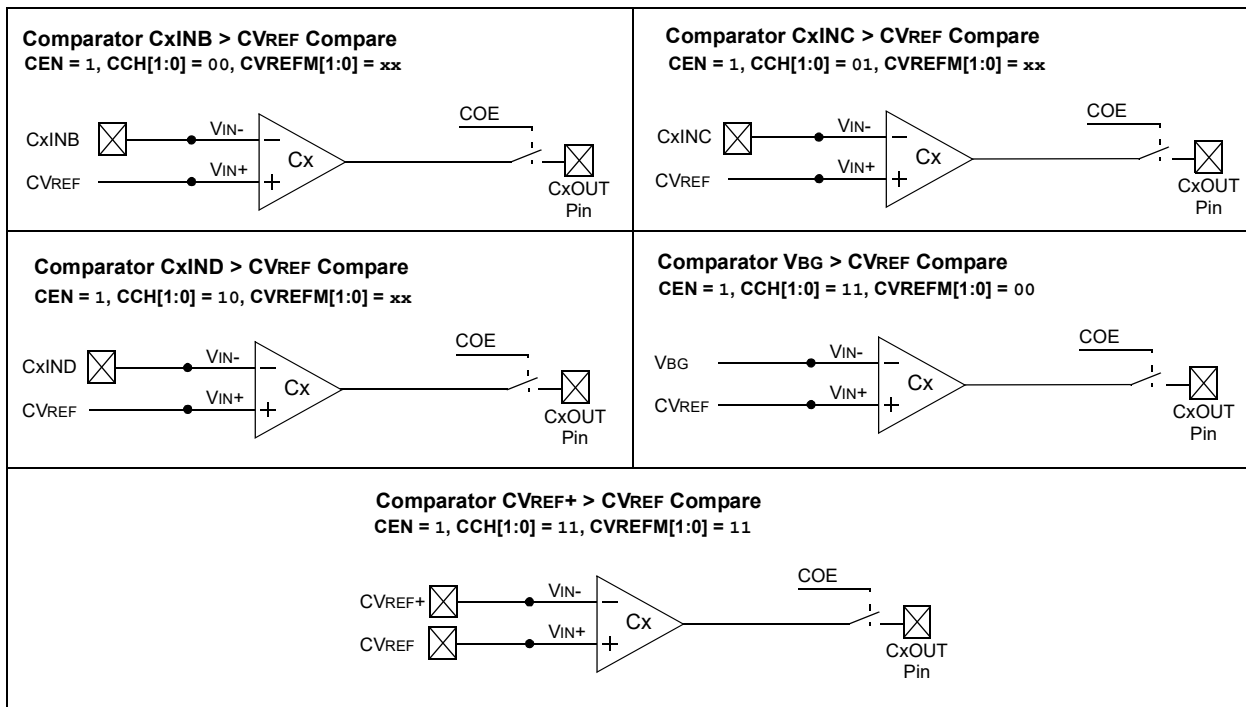 Comparator CxINB > CVREF Compare
CEN = 1, CCH[1:0] = 00, CVREFM[1:0] = xx
COE
CxINB
VIN-
Cx
CVREF
VIN+
CxOUT
Pin
Comparator CxINC > CVREF Compare
CEN = 1, CCH[1:0] = 01, CVREFM[1:0] = xx
COE
CxINC
VIN-
Cx
CVREF
VIN+
CxOUT
Pin
Comparator CxIND > CVREF Compare
CEN = 1, CCH[1:0] = 10, CVREFM[1:0] = xx
COE
CxIND
VIN-
Cx
CVREF
VIN+
CxOUT
Pin
Comparator VBG > CVREF Compare
CEN = 1, CCH[1:0] = 11, CVREFM[1:0] = 00
COE
VBG
VIN-
Cx
CVREF
VIN+
CxOUT
Pin
Comparator CVREF+ > CVREF Compare
CEN = 1, CCH[1:0] = 11, CVREFM[1:0] = 11
COE
CVREF+
VIN-
Cx
CVREF
VIN+
CxOUT
Pin